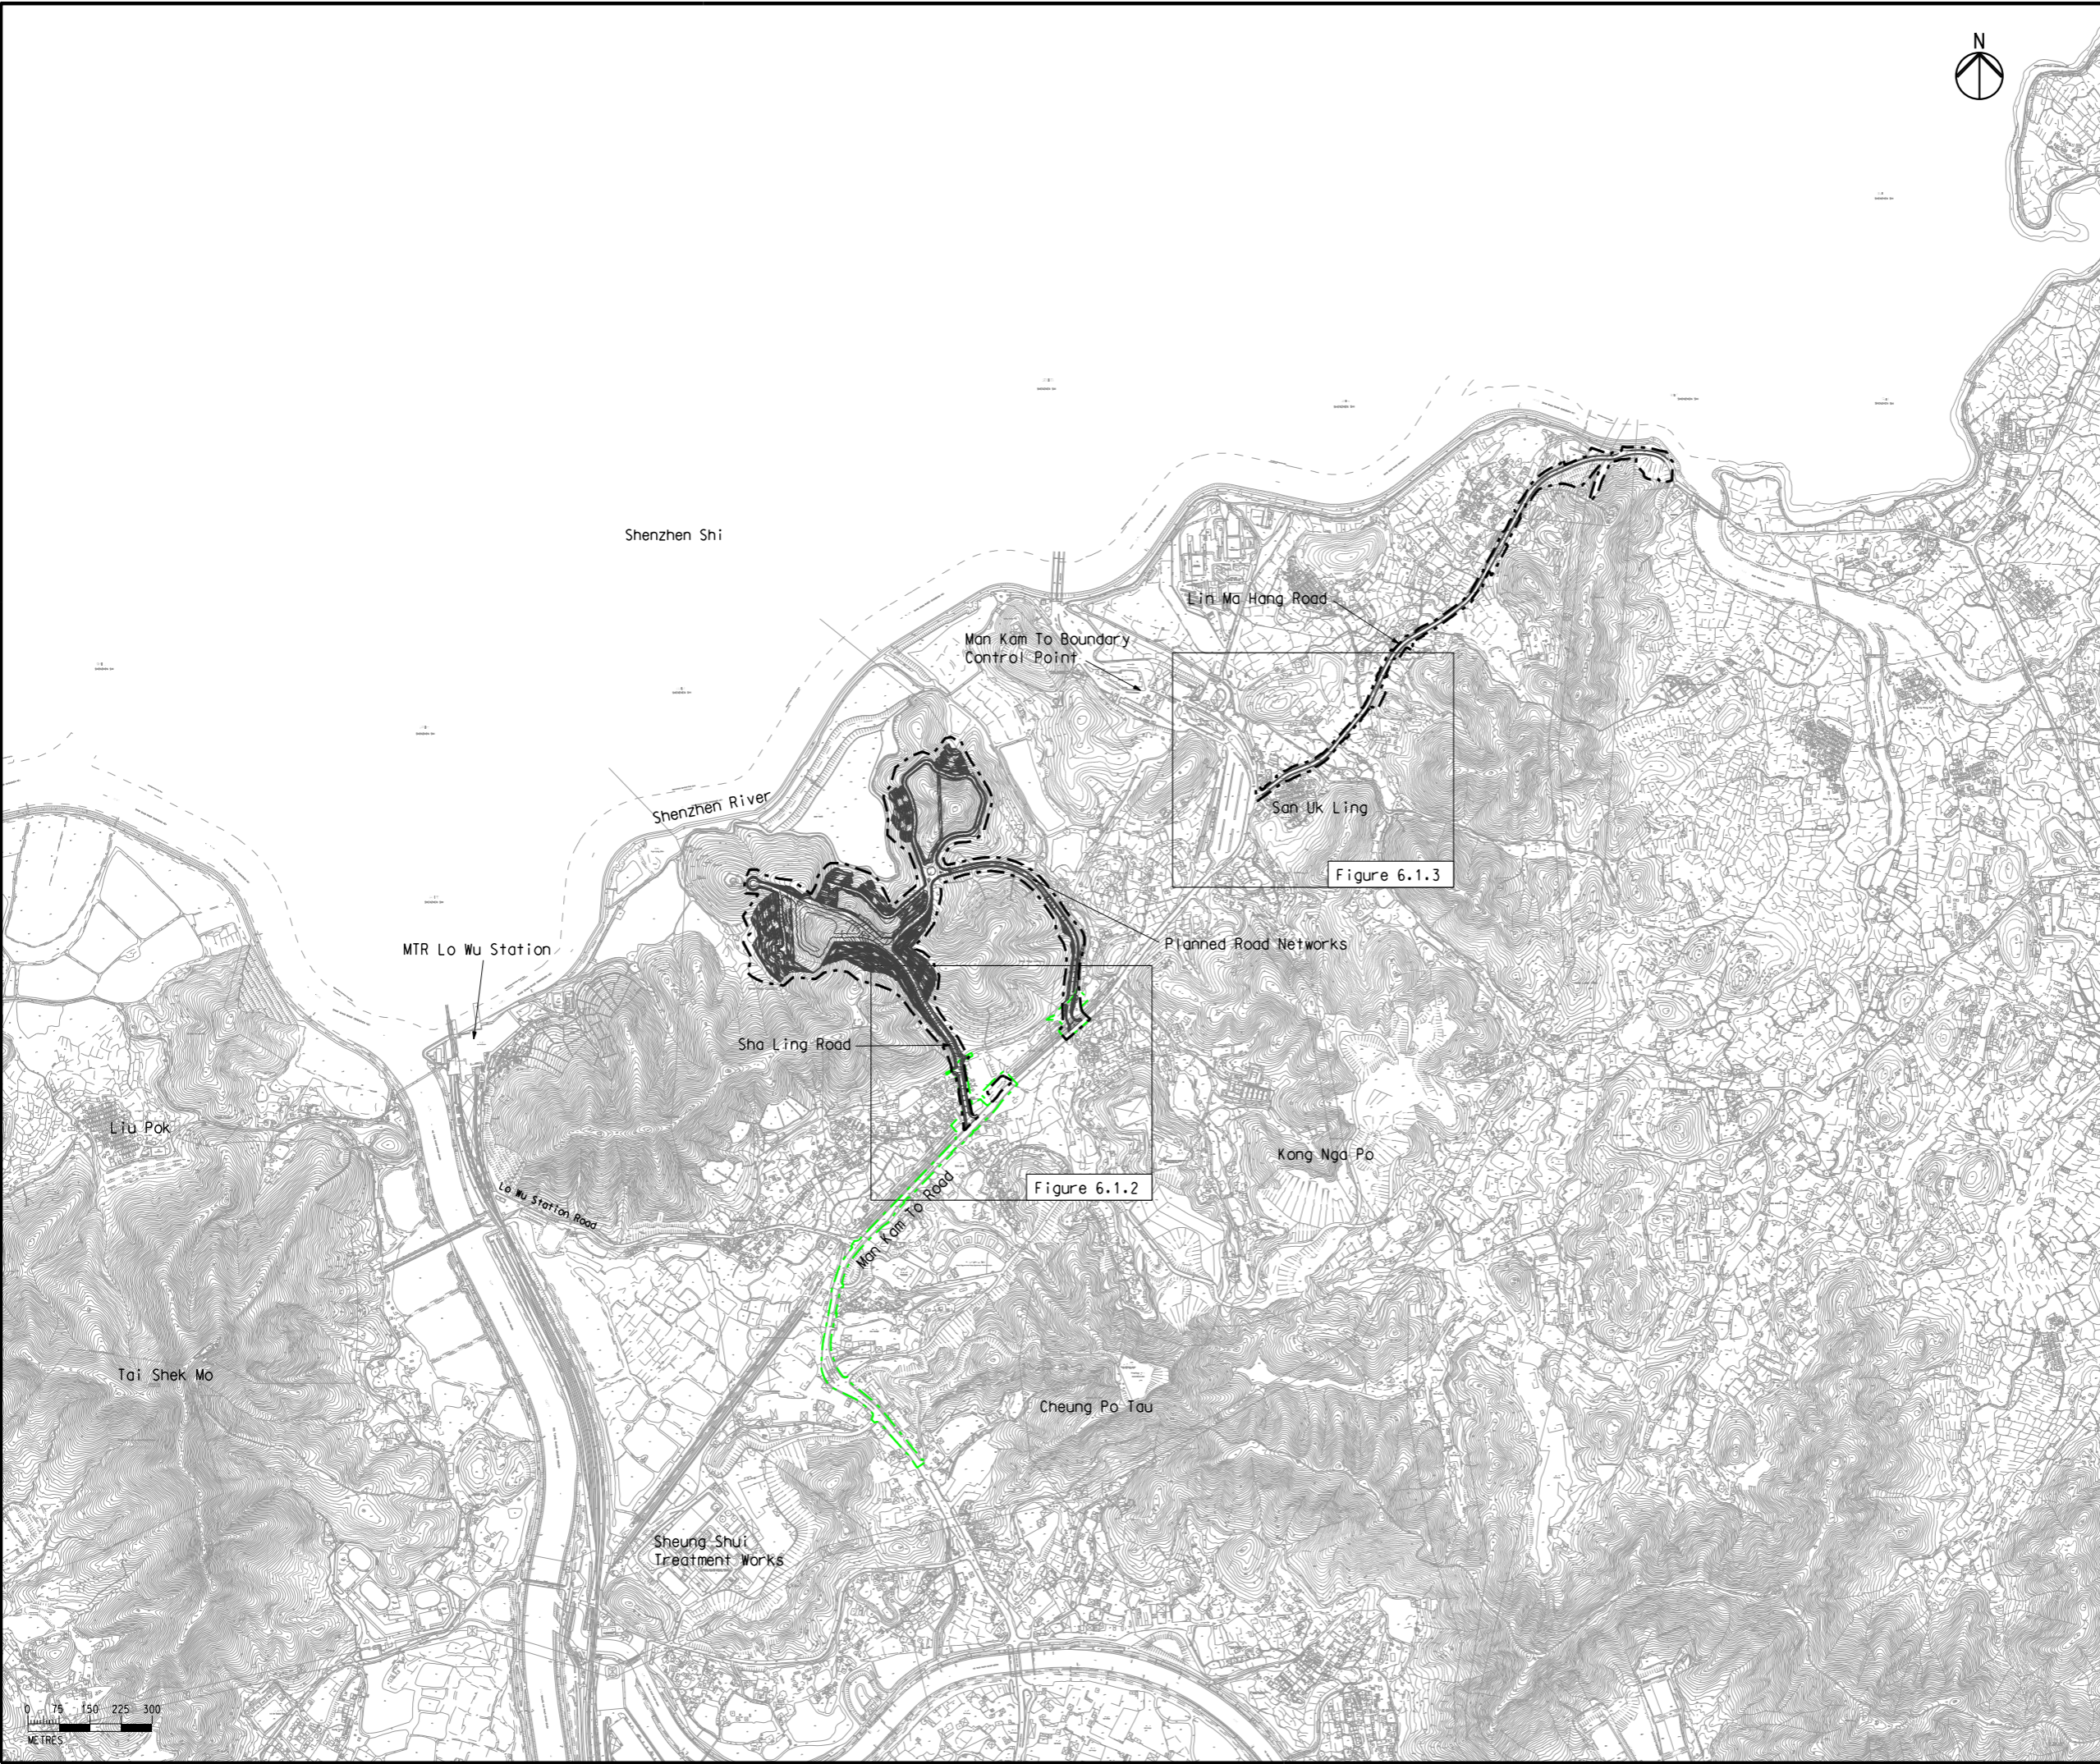 N
Shenzhen Shi
Lin Ma Hang Road
Man Kam To Boundary
Control Point
Shenzhen River
San Uk Ling
Figure 6.1.3
MTR Lo Wu Station
Planned Road Networks
Sha Ling Road
Liu Pok
Kong Nga Po
Figure 6.1.2
Lo Wu Station Road
Man Kam To Road
Tai Shek Mo
Cheung Po Tau
Sheung Shui
Treatment Works
0 75 150 225 300
METRES